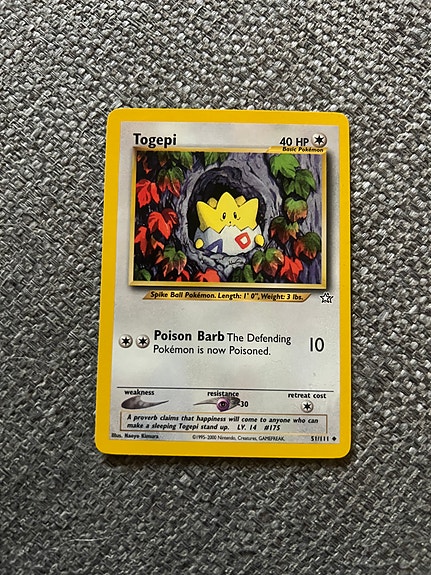 Togepi 40 HP
Basic Pokémon
Spike Ball Pokémon. Length: 1' 0", Weight: 3 lbs.
Poison Barb The Defending 10
Pokémon is now Poisoned.
weakness resistance retreat cost
-30
A proverb claims that happiness will come to anyone who can
make a sleeping Togepi stand up. LV. 14 #175
Illus. Naoyo Kimura ©1995-2000 Nintendo, Creatures, GAMEFREAK. 51/111